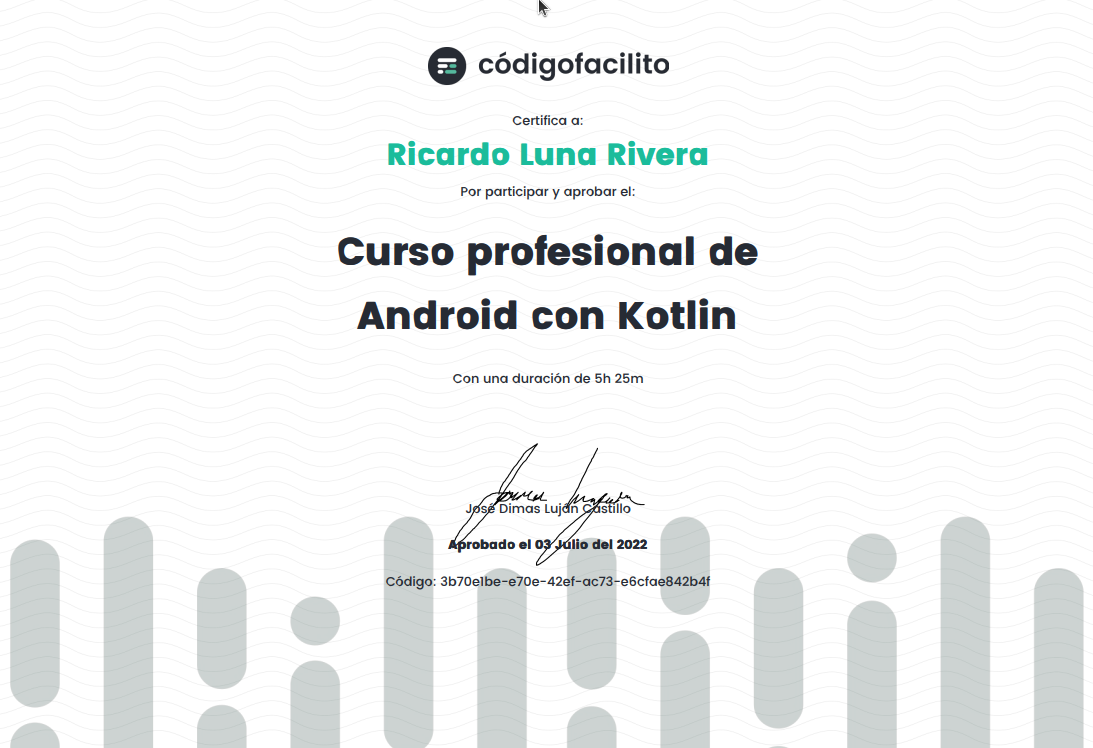 códigofacilito
Certifica a:
Ricardo Luna Rivera
Por participar y aprobar el:
Curso profesional de
Android con Kotlin
Con una duración de 5h 25m
José Dimas Luján Castillo
Aprobado el 03 Julio del 2022
Código: 3b70e1be-e70e-42ef-ac73-e6cfae842b4f